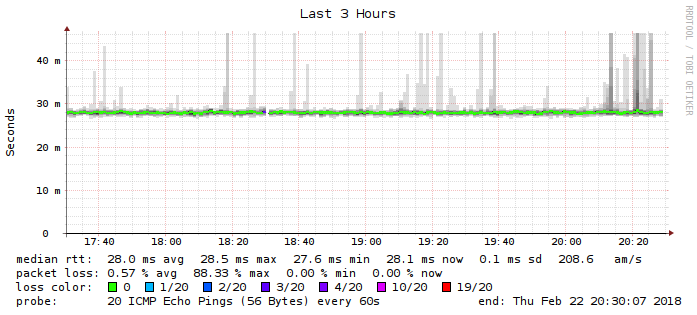 Last 3 Hours
RRDTOOL / TOBI OETIKER
Seconds
40 m
30 m
20 m
10 m
0
17:40 18:00 18:20 18:40 19:00 19:20 19:40 20:00 20:20
median rtt: 28.0 ms avg 28.5 ms max 27.6 ms min 28.1 ms now 0.1 ms sd 208.6 am/s
packet loss: 0.57 % avg 88.33 % max 0.00 % min 0.00 % now
loss color: 0 1/20 2/20 3/20 4/20 10/20 19/20
probe: 20 ICMP Echo Pings (56 Bytes) every 60s end: Thu Feb 22 20:30:07 2018